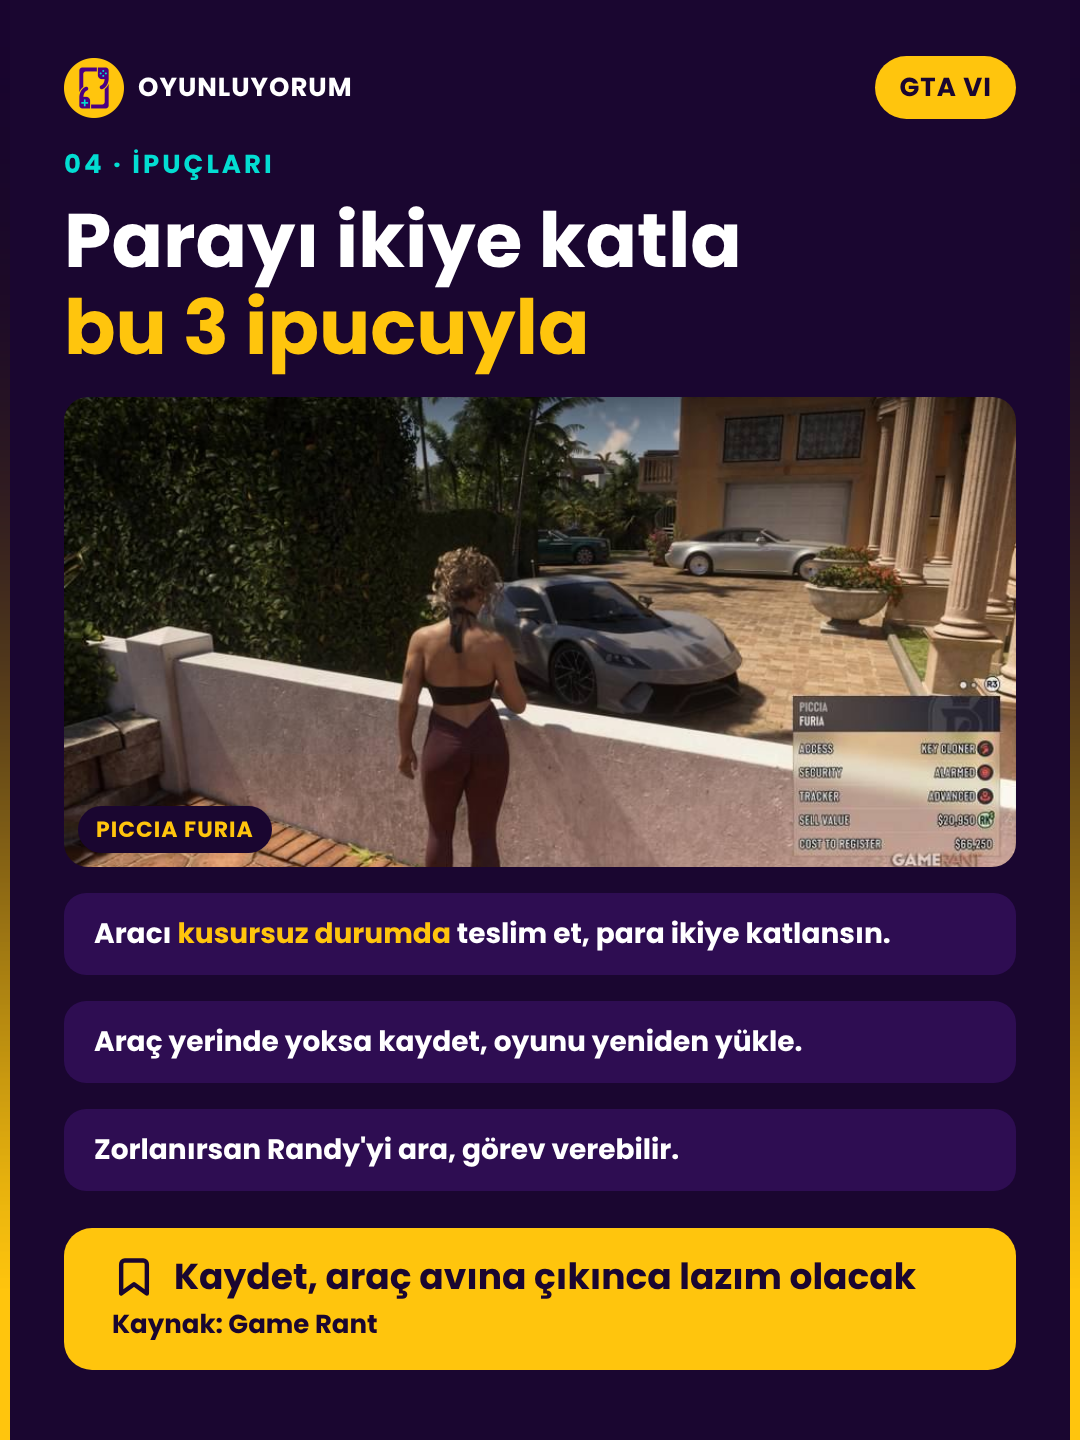 OYUNLUYORUM
GTA VI
04 · İPUÇLARI
Parayı ikiye katla
bu 3 ipucuyla
R3
PICCIA
FURIA
ACCESS KEY CLONER
SECURITY ALARMED
TRACKER ADVANCED
SELL VALUE $20,950
COST TO REGISTER $66,250
GAMERANT
PICCIA FURIA
Aracı kusursuz durumda teslim et, para ikiye katlansın.
Araç yerinde yoksa kaydet, oyunu yeniden yükle.
Zorlanırsan Randy'yi ara, görev verebilir.
Kaydet, araç avına çıkınca lazım olacak
Kaynak: Game Rant